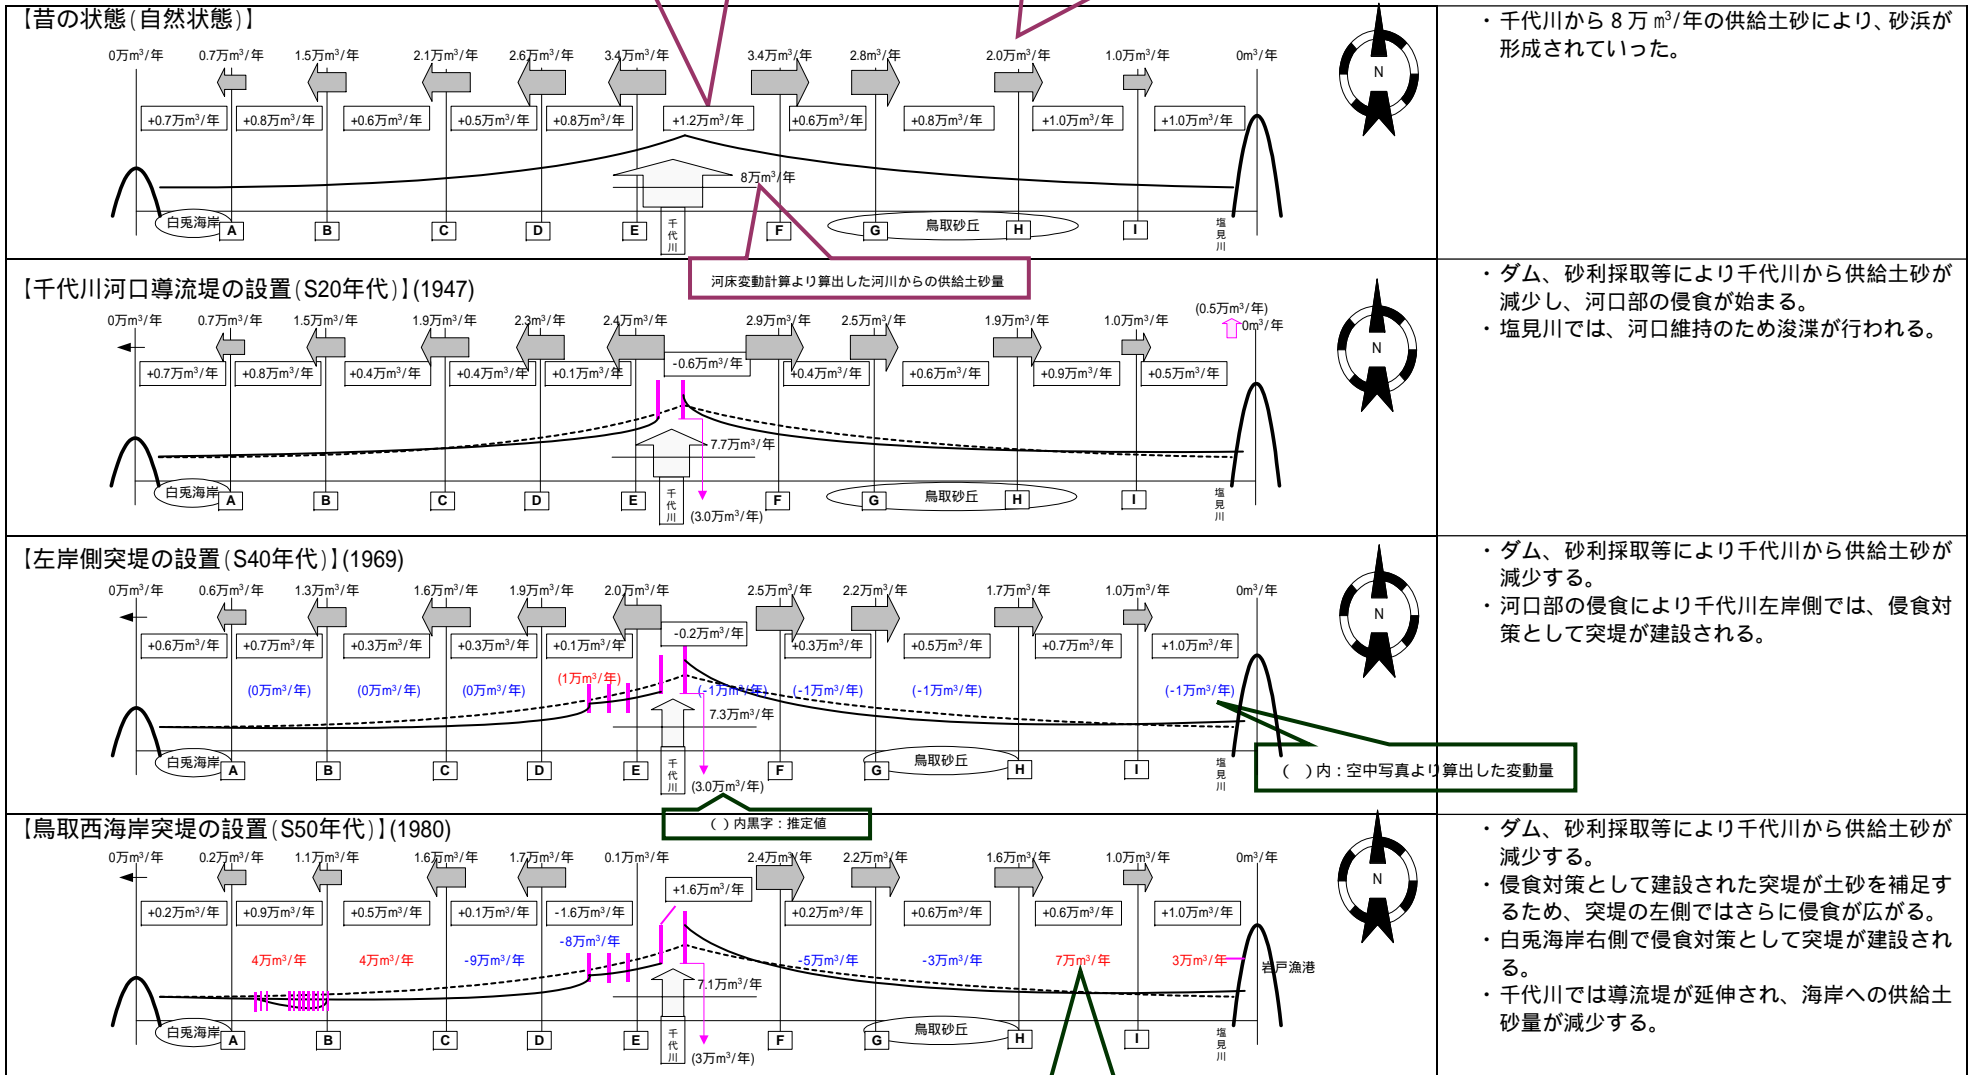 【昔の状態(自然状態)】
0万m³/年 0.7万m³/年 1.5万m³/年 2.1万m³/年 2.6万m³/年 3.4万m³/年 3.4万m³/年 2.8m³/年 2.0万m³/年 1.0万m³/年 0m³/年
+0.7万m³/年 +0.8万m³/年 +0.6万m³/年 +0.5万m³/年 +0.8万m³/年 +1.2万m³/年 +0.6万m³/年 +0.8万m³/年 +1.0万m³/年 +1.0万m³/年
8万m³/年
白兎海岸 A B C D E 千代川 F G 鳥取砂丘 H I 塩見川
N
・千代川から8万m³/年の供給土砂により、砂浜が
形成されていった。
河床変動計算より算出した河川からの供給土砂量
【千代川河口導流堤の設置(S20年代)】(1947)
(0.5万m³/年)
0万m³/年 0.7万m³/年 1.5万m³/年 1.9万m³/年 2.3m³/年 2.4万m³/年 2.9万m³/年 2.5万m³/年 1.9万m³/年 1.0万m³/年 0m³/年
+0.7万m³/年 +0.8万m³/年 +0.4万m³/年 +0.4万m³/年 +0.1万m³/年 -0.6万m³/年 +0.4万m³/年 +0.6万m³/年 +0.9万m³/年 +0.5万m³/年
7.7万m³/年
白兎海岸 A B C D E 千代川 F G 鳥取砂丘 H I 塩見川
(3.0万m³/年)
N
・ダム、砂利採取等により千代川から供給土砂が
減少し、河口部の侵食が始まる。
・塩見川では、河口維持のため浚渫が行われる。
【左岸側突堤の設置(S40年代)】(1969)
0万m³/年 0.6万m³/年 1.3万m³/年 1.6万m³/年 1.9万m³/年 2.0万m³/年 2.5万m³/年 2.2万m³/年 1.7万m³/年 1.0万m³/年 0m³/年
+0.6万m³/年 +0.7万m³/年 +0.3万m³/年 +0.3万m³/年 +0.1万m³/年 -0.2万m³/年 +0.3万m³/年 +0.5万m³/年 +0.7万m³/年 +1.0万m³/年
(0万m³/年) (0万m³/年) (0万m³/年) (1万m³/年) (-1万m³/年) (-1万m³/年) (-1万m³/年) (-1万m³/年)
7.3万m³/年
白兎海岸 A B C D E 千代川 F G 鳥取砂丘 H I 塩見川
(3.0万m³/年)
N
( )内：空中写真より算出した変動量
( )内黒字：推定値
・ダム、砂利採取等により千代川から供給土砂が
減少する。
・河口部の侵食により千代川左岸側では、侵食対
策として突堤が建設される。
【鳥取西海岸突堤の設置(S50年代)】(1980)
0万m³/年 0.2万m³/年 1.1万m³/年 1.6万m³/年 1.7万m³/年 0.1万m³/年 2.4万m³/年 2.2万m³/年 1.6万m³/年 1.0万m³/年 0m³/年
+0.2万m³/年 +0.9万m³/年 +0.5万m³/年 +0.1万m³/年 -1.6万m³/年 +1.6万m³/年 +0.2万m³/年 +0.6万m³/年 +0.6万m³/年 +1.0万m³/年
4万m³/年 4万m³/年 -9万m³/年 -8万m³/年 -5万m³/年 -3万m³/年 7万m³/年 3万m³/年
岩戸漁港
7.1万m³/年
白兎海岸 A B C D E 千代川 F G 鳥取砂丘 H I 塩見川
(3万m³/年)
N
・ダム、砂利採取等により千代川から供給土砂が
減少する。
・侵食対策として建設された突堤が土砂を補足す
るため、突堤の左側ではさらに侵食が広がる。
・白兎海岸右側で侵食対策として突堤が建設され
る。
・千代川では導流堤が延伸され、海岸への供給土
砂量が減少する。